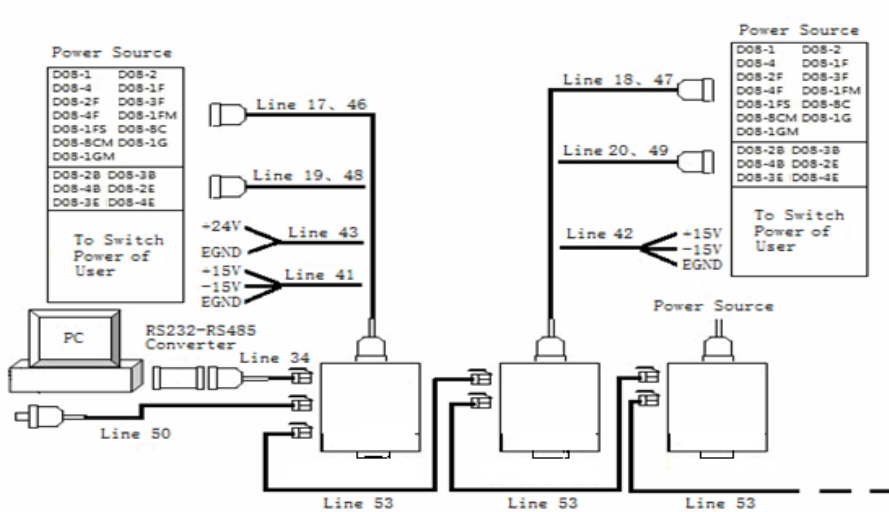 Power Source
D08-1 D08-2
D08-4 D08-1F
D08-2F D08-3F
D08-4F D08-1FM
D08-1FS D08-8C
D08-8CM D08-1G
D08-1GM
D08-2B D08-3B
D08-4B D08-2E
D08-3E D08-4E
To Switch
Power of
User
Line 17、46
Line 19、48
+24V
EGND
Line 43
+15V
-15V
EGND
Line 41
PC
RS232-RS485
Converter
Line 34
Line 50
Line 53
Power Source
D08-1 D08-2
D08-4 D08-1F
D08-2F D08-3F
D08-4F D08-1FM
D08-1FS D08-8C
D08-8CM D08-1G
D08-1GM
D08-2B D08-3B
D08-4B D08-2E
D08-3E D08-4E
To Switch
Power of
User
Line 18、47
Line 20、49
Line 42
+15V
-15V
EGND
Power Source
Line 53
Line 53